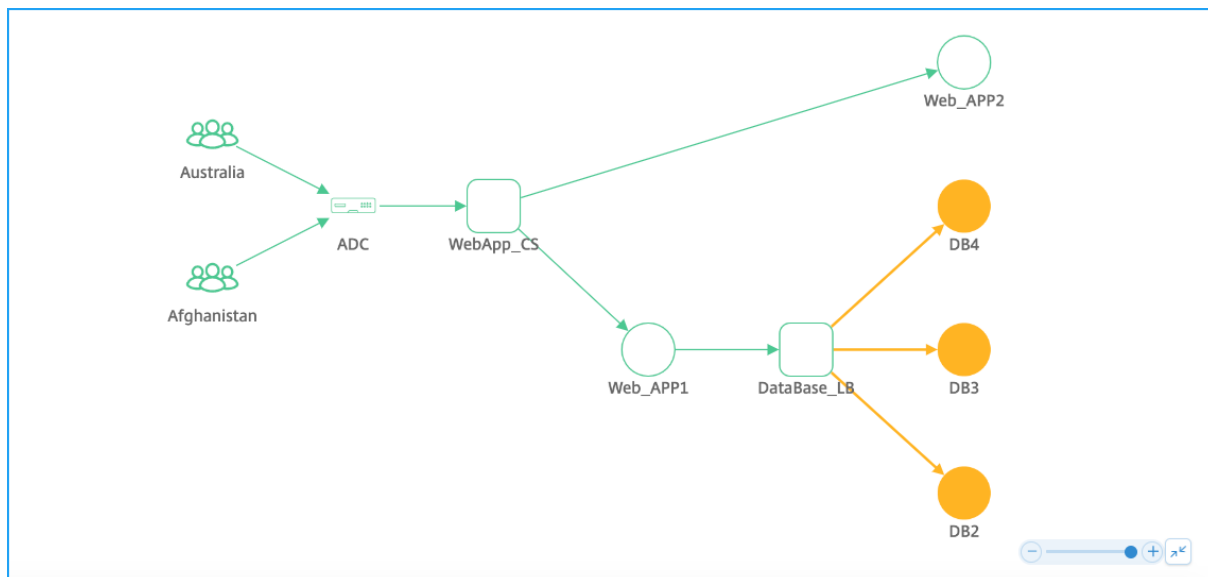 Web_APP2
Australia
DB4
ADC
WebApp_CS
Afghanistan
Web_APP1
DataBase_LB
DB3
DB2